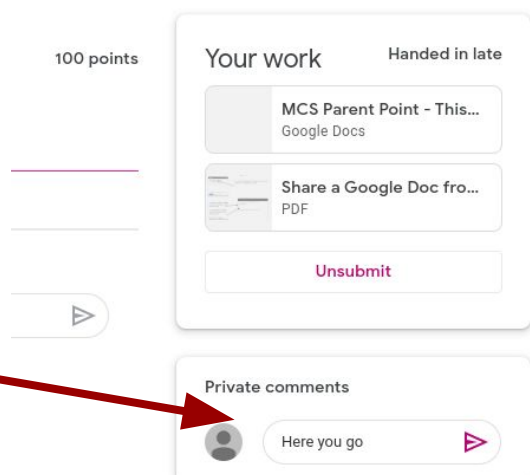 100 points
Your work
Handed in late
MCS Parent Point - This...
Google Docs
Share a Google Doc fro...
PDF
Unsubmit
Private comments
Here you go